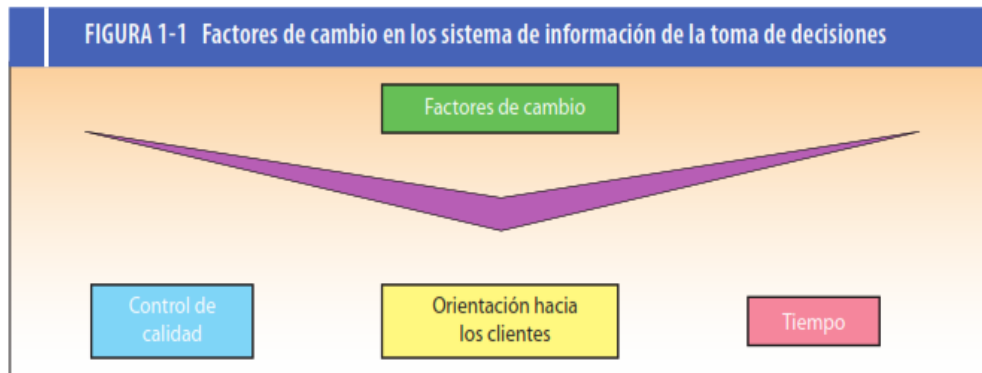 FIGURA 1-1 Factores de cambio en los sistema de información de la toma de decisiones
Factores de cambio
Control de
calidad
Orientación hacia
los clientes
Tiempo